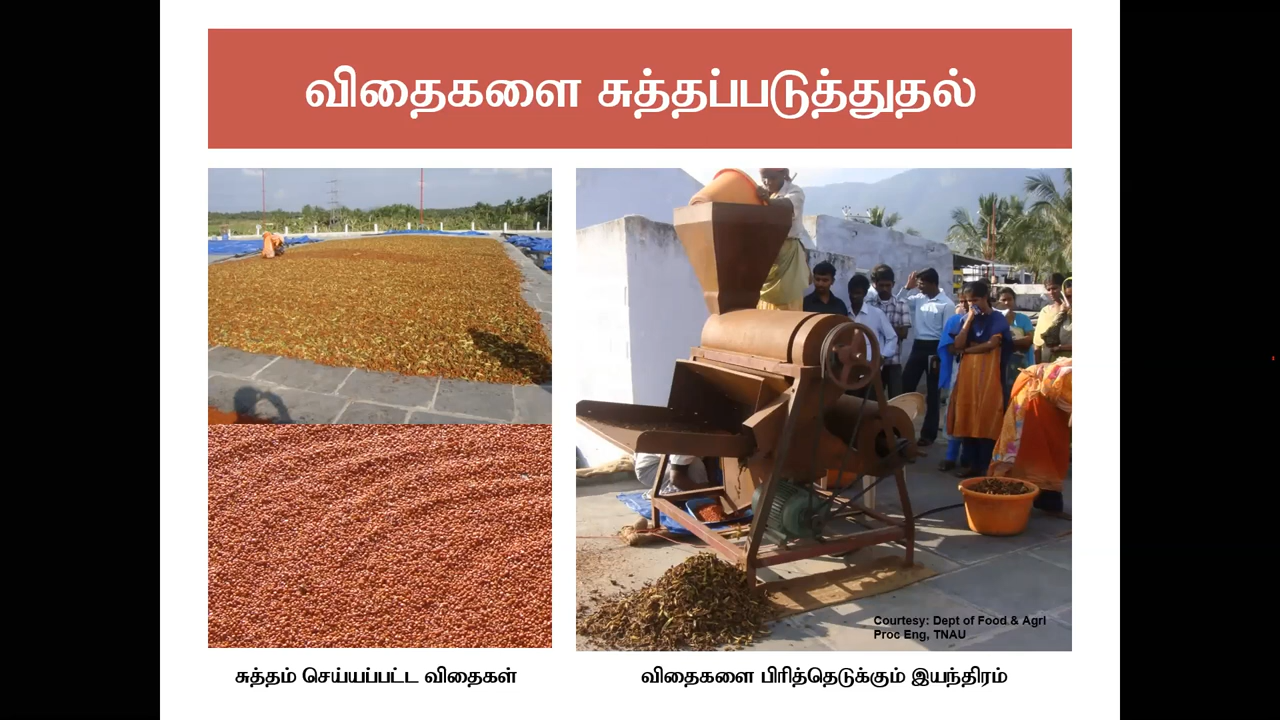 விதைகளை சுத்தப்படுத்துதல்
Courtesy: Dept of Food & Agri
Proc Eng, TNAU
சுத்தம் செய்யப்பட்ட விதைகள்
விதைகளை பிரித்தெடுக்கும் இயந்திரம்